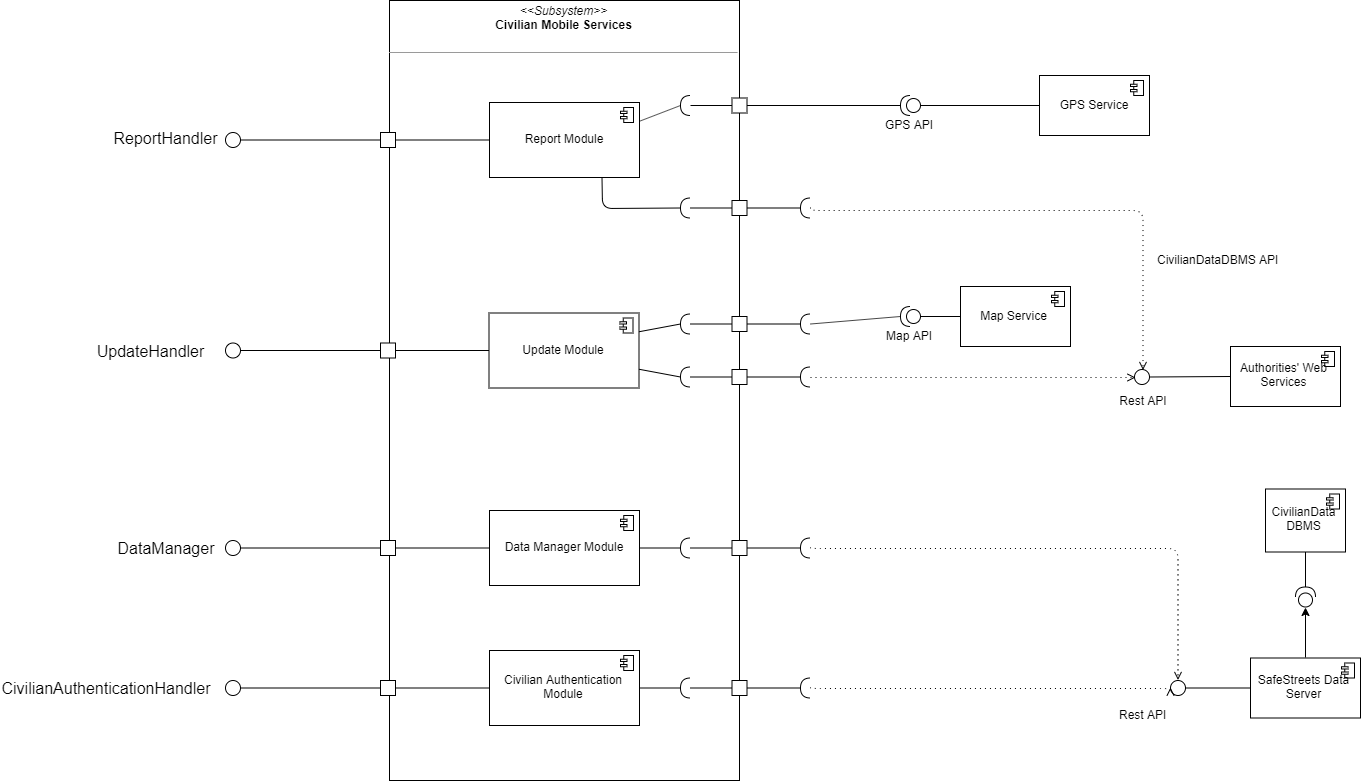 <<Subsystem>>
Civilian Mobile Services
GPS Service
GPS API
ReportHandler
Report Module
CivilianDataDBMS API
Map Service
Map API
UpdateHandler
Update Module
Authorities' Web
Services
Rest API
CivilianData
DBMS
DataManager
Data Manager Module
CivilianAuthenticationHandler
Civilian Authentication
Module
SafeStreets Data
Server
Rest API